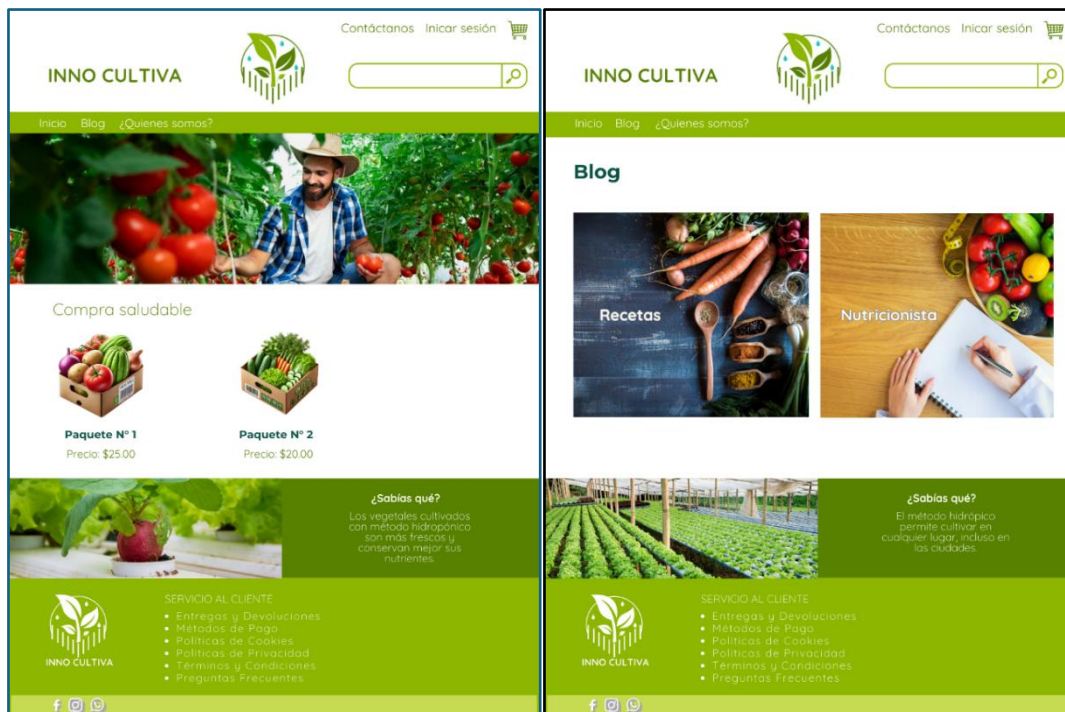 Contáctanos Inicar sesión
INNO CULTIVA
Inicio Blog ¿Quienes somos?
Compra saludable
Paquete N° 1
Precio: $25.00
Paquete N° 2
Precio: $20.00
¿Sabías qué?
Los vegetales cultivados
con método hidropónico
son más frescos y
conservan mejor sus
nutrientes.
INNO CULTIVA
SERVICIO AL CLIENTE
• Entregas y Devoluciones
• Métodos de Pago
• Políticas de Cookies
• Políticas de Privacidad
• Términos y Condiciones
• Preguntas Frecuentes
Contáctanos Inicar sesión
INNO CULTIVA
Inicio Blog ¿Quienes somos?
Blog
Recetas
Nutricionista
¿Sabías qué?
El método hidrópico
permite cultivar en
cualquier lugar, incluso en
las ciudades.
INNO CULTIVA
SERVICIO AL CLIENTE
• Entregas y Devoluciones
• Métodos de Pago
• Políticas de Cookies
• Políticas de Privacidad
• Términos y Condiciones
• Preguntas Frecuentes